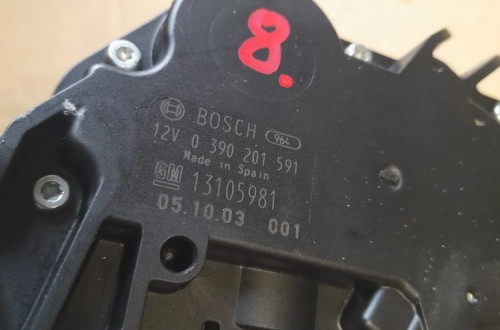 8.
BOSCH 964
12V 0 390 201 591
Made in Spain
GM 13105981
05.10.03 001